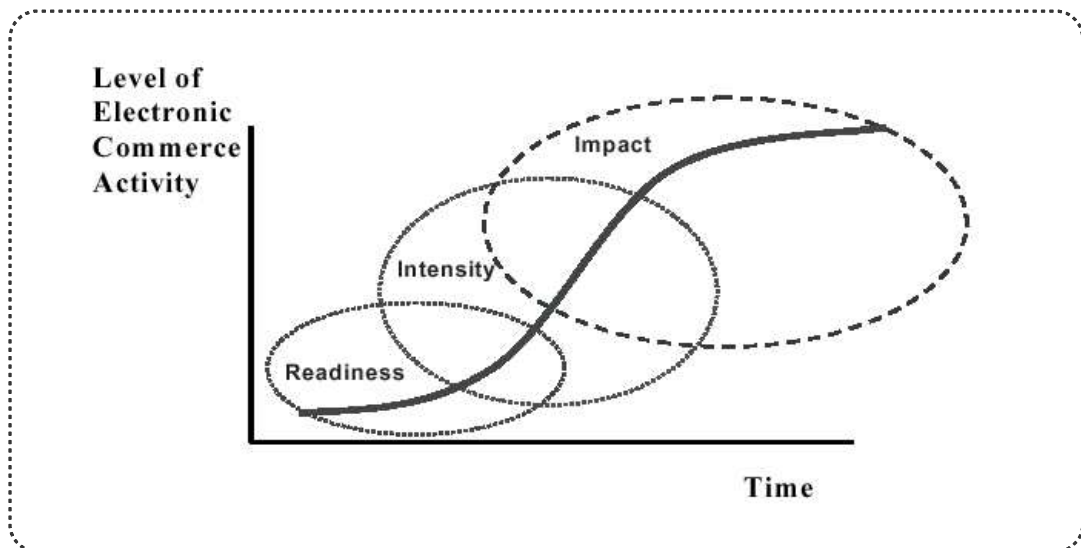 Level of
Electronic
Commerce
Activity
Impact
Intensity
Readiness
Time